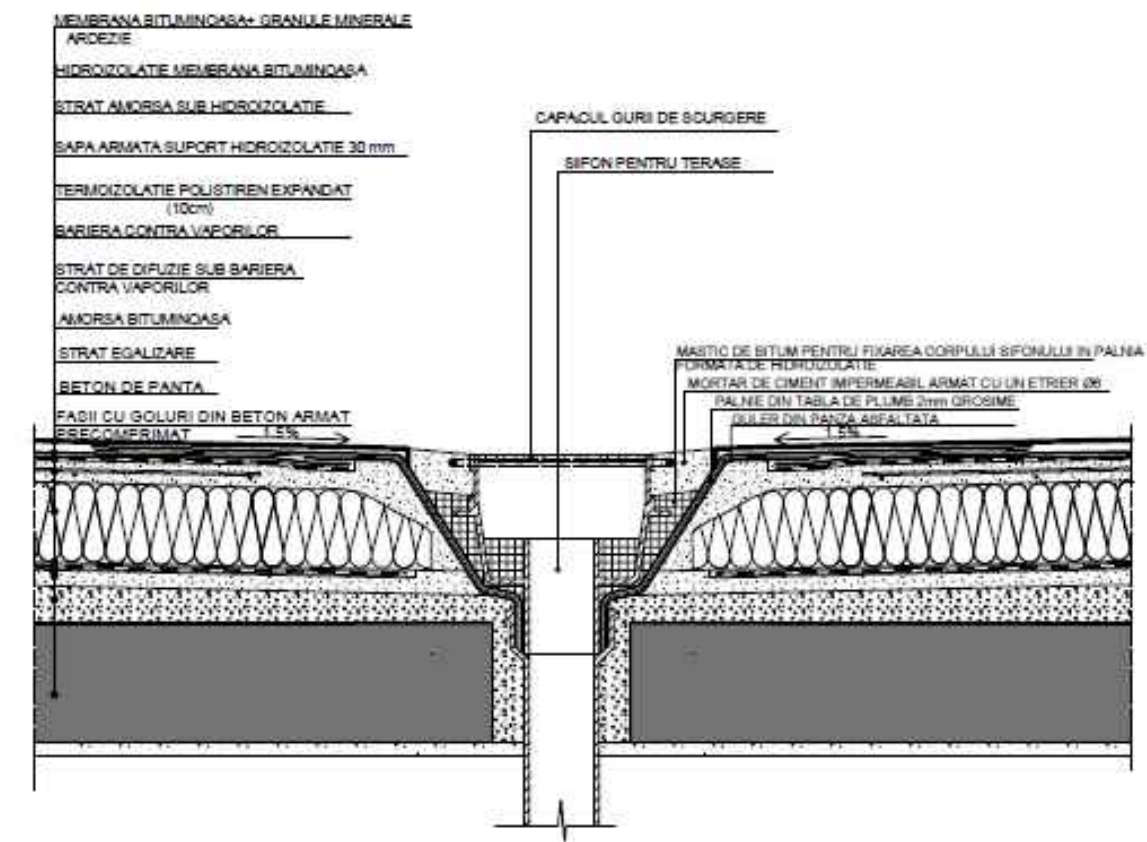 MEMBRANA BITUMINOASA+ GRANULE MINERALE
ARDEZIE
HIDROIZOLATIE MEMBRANA BITUMINOASA
STRAT AMORSA SUB HIDROIZOLATIE
SAPA ARMATA SUPORT HIDROIZOLATIE 30 mm
TERMOIZOLATIE POLISTIREN EXPANDAT
(10cm)
BARIERA CONTRA VAPORILOR
STRAT DE DIFUZIE SUB BARIERA
CONTRA VAPORILOR
AMORSA BITUMINOASA
STRAT EGALIZARE
BETON DE PANTA
FASII CU GOLURI DIN BETON ARMAT
PRECOMPRIMAT
1.5%
CAPACUL GURII DE SCURGERE
SIFON PENTRU TERASE
MASTIC DE BITUM PENTRU FIXAREA CORPULUI SIFONULUI IN PALNIA
FORMATA DE HIDROIZOLATIE
MORTAR DE CIMENT IMPERMEABIL ARMAT CU UN ETRIER Ø6
PALNIE DIN TABLA DE PLUMB 2mm GROSIME
GULER DIN PANZA ASFALTATA
1.5%